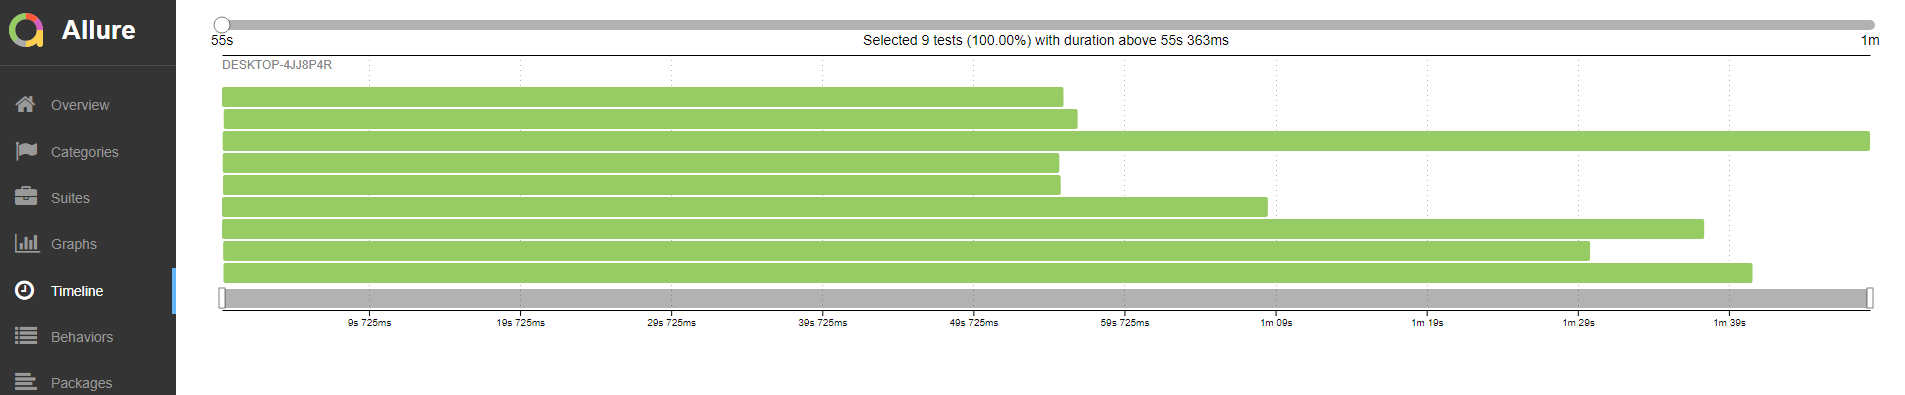 Allure
Overview
Categories
Suites
Graphs
Timeline
Behaviors
Packages
55s
Selected 9 tests (100.00%) with duration above 55s 363ms
1m
DESKTOP-4JJ8P4R
9s 725ms
19s 725ms
29s 725ms
39s 725ms
49s 725ms
59s 725ms
1m 09s
1m 19s
1m 29s
1m 39s